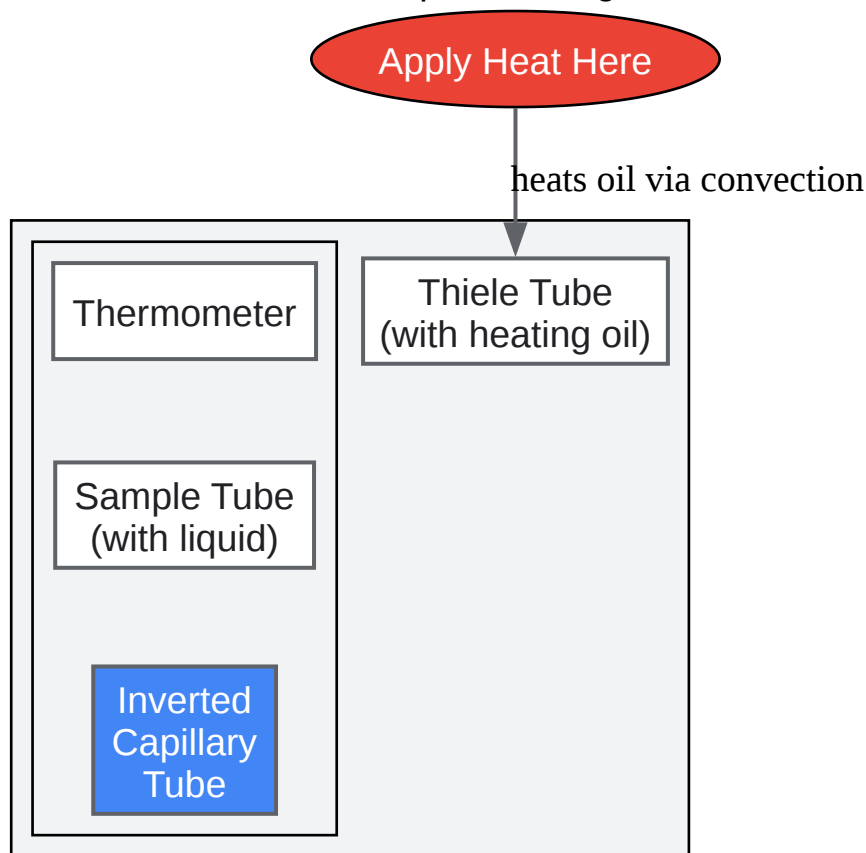 Apply Heat Here
heats oil via convection
Thermometer
Thiele Tube
(with heating oil)
Sample Tube
(with liquid)
Inverted
Capillary
Tube